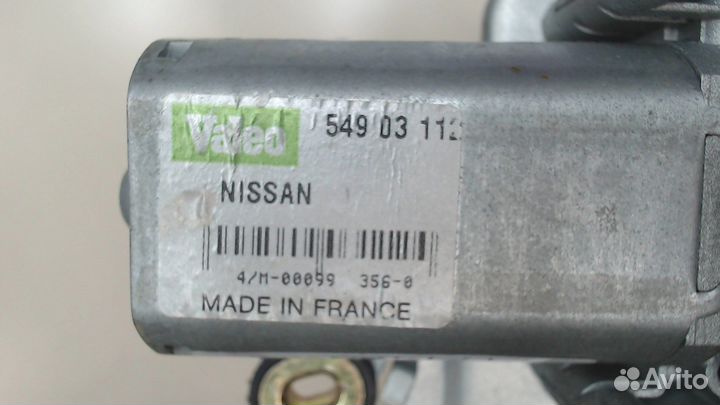 Valeo
549 03 112
NISSAN
4/M-00099 356-0
MADE IN FRANCE
Avito